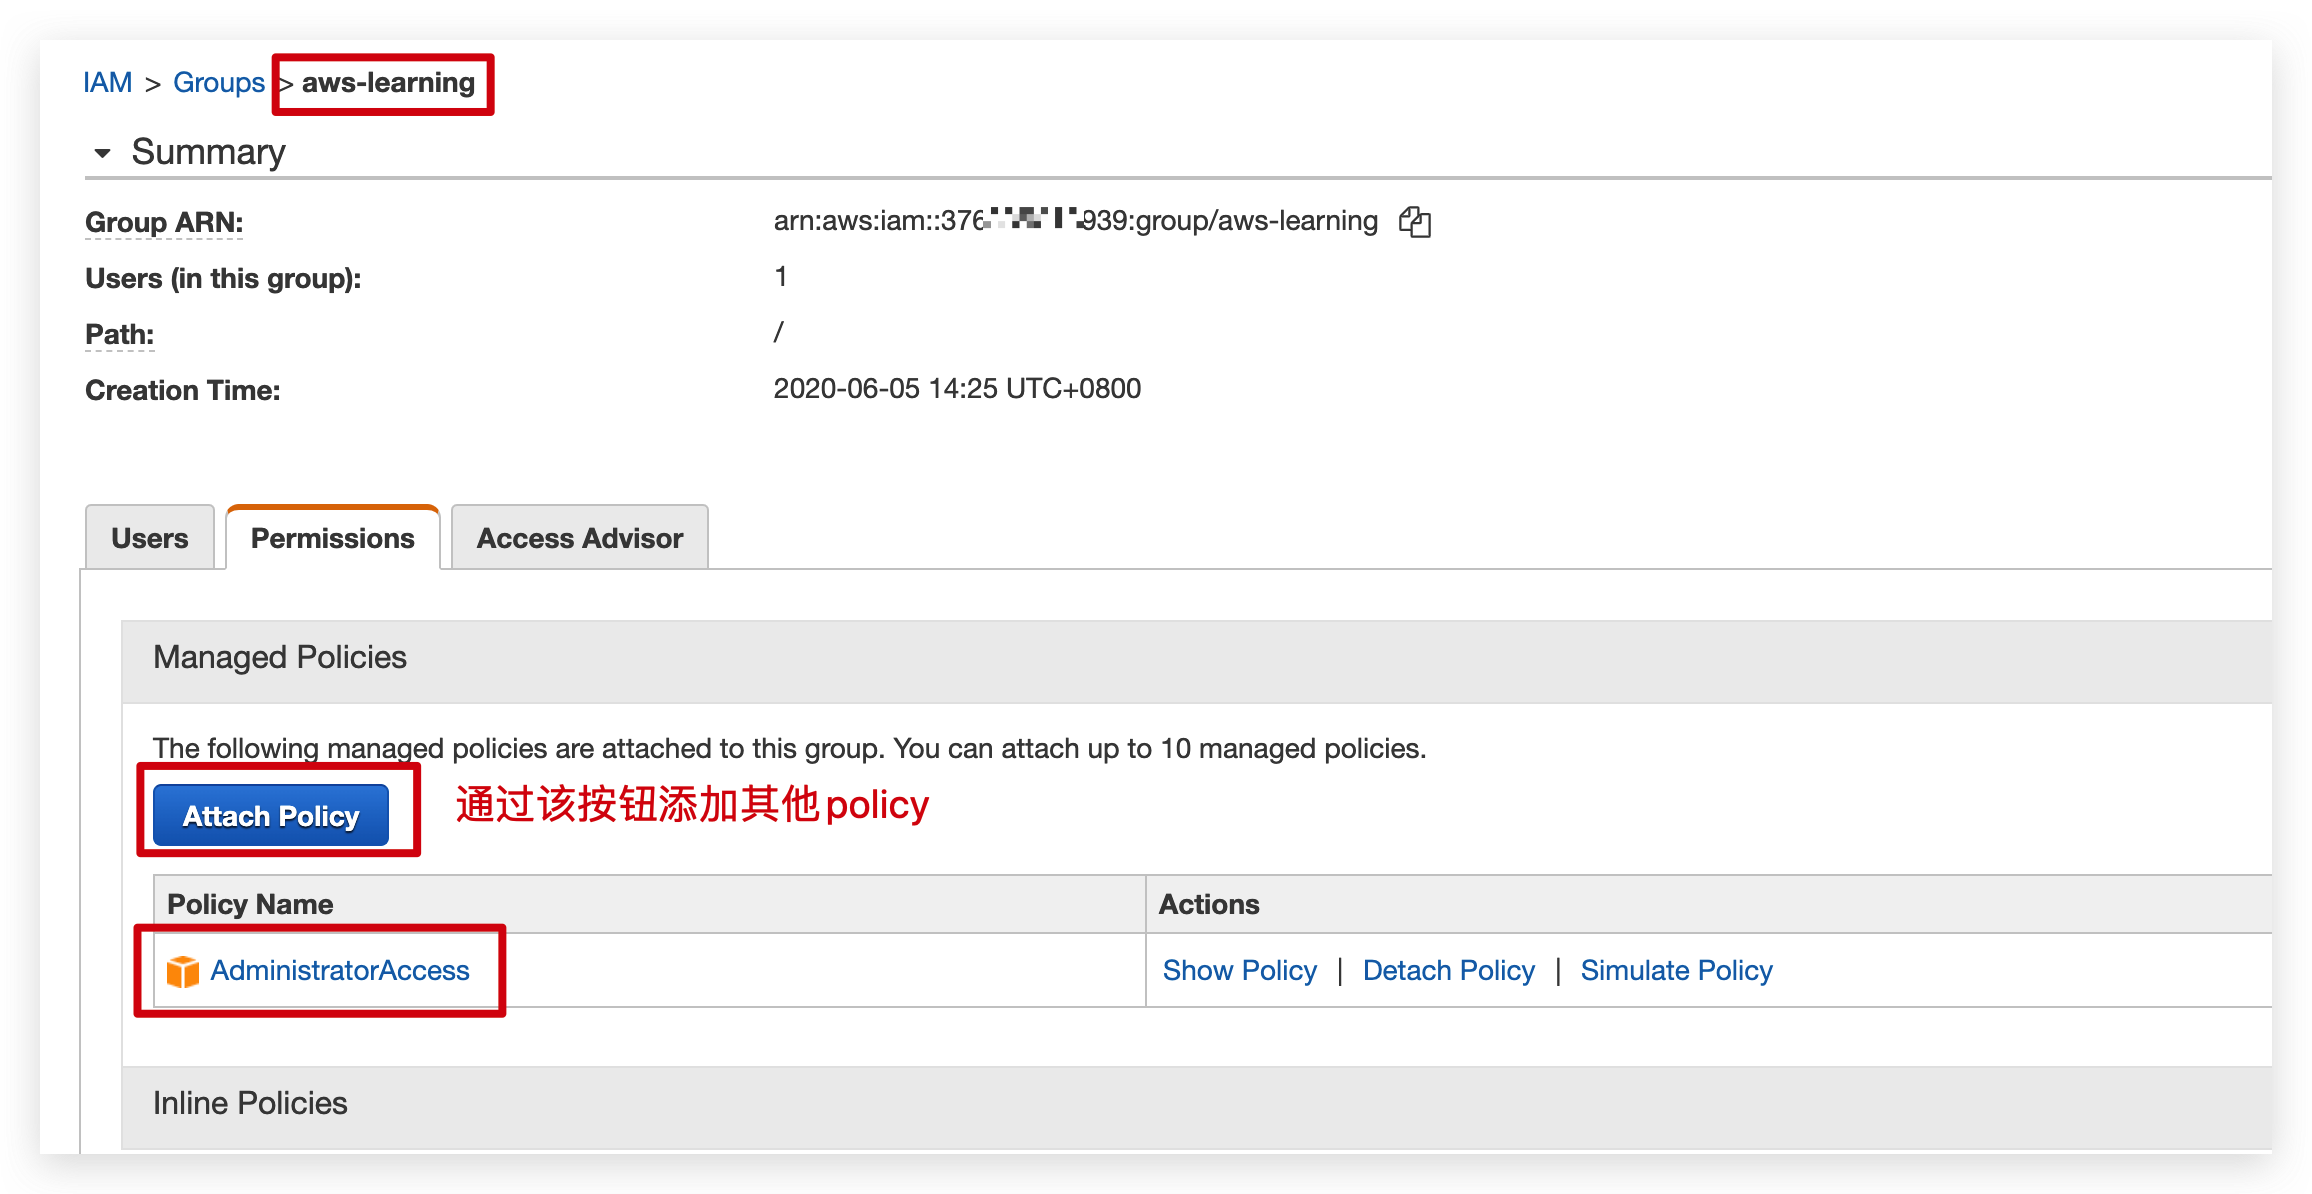 IAM > Groups > aws-learning
Summary
Group ARN: arn:aws:iam::376 939:group/aws-learning
Users (in this group): 1
Path: /
Creation Time: 2020-06-05 14:25 UTC+0800
Users Permissions Access Advisor
Managed Policies
The following managed policies are attached to this group. You can attach up to 10 managed policies.
Attach Policy 通过该按钮添加其他policy
Policy Name Actions
AdministratorAccess Show Policy | Detach Policy | Simulate Policy
Inline Policies